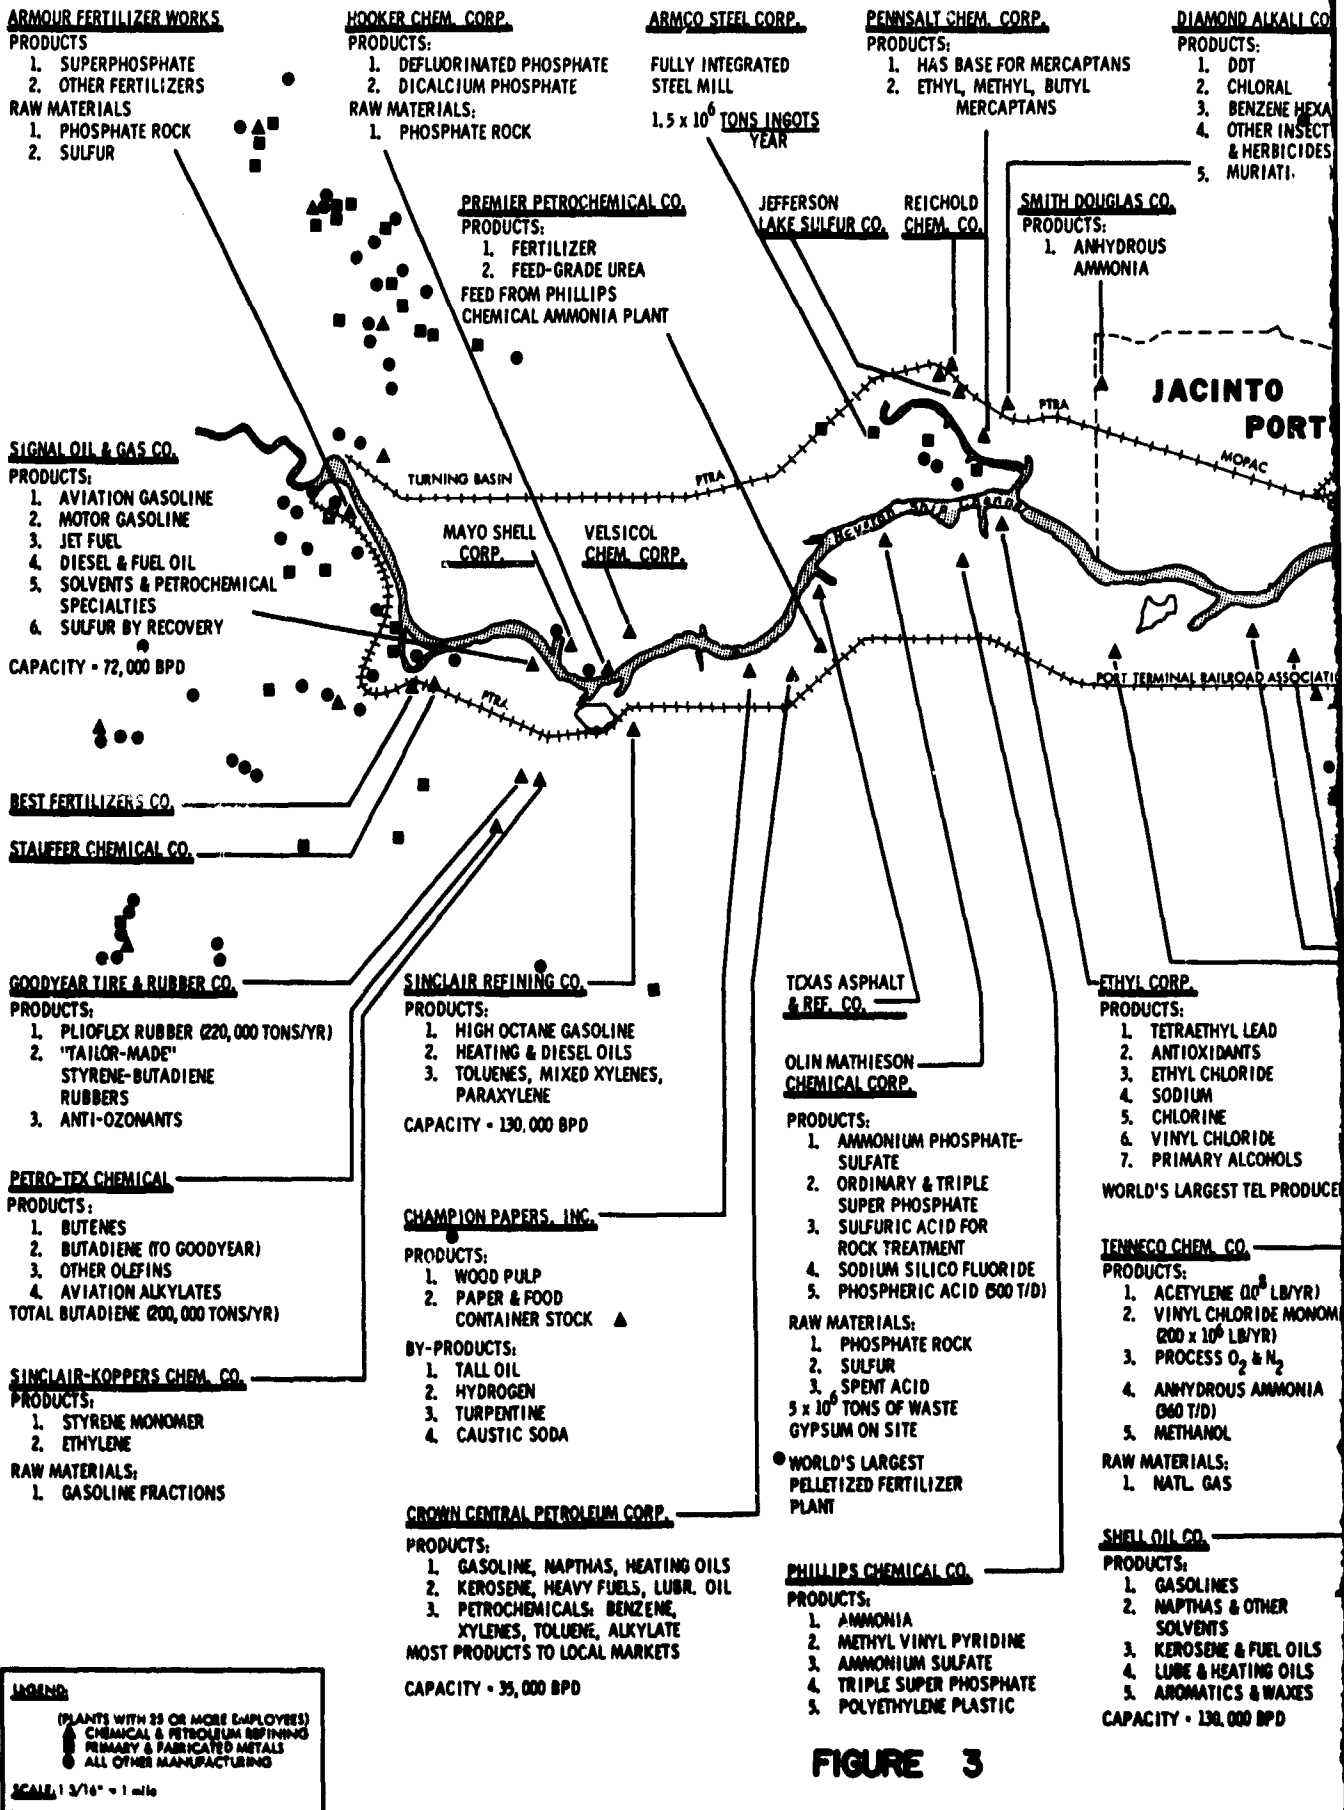 ARMOUR FERTILIZER WORKS
PRODUCTS
1. SUPERPHOSPHATE
2. OTHER FERTILIZERS
RAW MATERIALS
1. PHOSPHATE ROCK
2. SULFUR
HOOKER CHEM. CORP.
PRODUCTS:
1. DEFLUORINATED PHOSPHATE
2. DICALCIUM PHOSPHATE
RAW MATERIALS:
1. PHOSPHATE ROCK
ARMCO STEEL CORP.
FULLY INTEGRATED
STEEL MILL
1.5 x 10⁶ TONS INGOTS
YEAR
PENNSALT CHEM. CORP.
PRODUCTS:
1. HAS BASE FOR MERCAPTANS
2. ETHYL, METHYL, BUTYL
MERCAPTANS
DIAMOND ALKALI CO
PRODUCTS:
1. DDT
2. CHLORAL
3. BENZENE HEXA
4. OTHER INSECT
& HERBICIDES
5. MURIATI
PREMIER PETROCHEMICAL CO.
PRODUCTS:
1. FERTILIZER
2. FEED-GRADE UREA
FEED FROM PHILLIPS
CHEMICAL AMMONIA PLANT
JEFFERSON
LAKE SULFUR CO.
REICHOLD
CHEM. CO.
SMITH DOUGLAS CO.
PRODUCTS:
1. ANHYDROUS
AMMONIA
JACINTO
PORT
PTRA
MOPAC
SIGNAL OIL & GAS CO.
PRODUCTS:
1. AVIATION GASOLINE
2. MOTOR GASOLINE
3. JET FUEL
4. DIESEL & FUEL OIL
5. SOLVENTS & PETROCHEMICAL
SPECIALTIES
6. SULFUR BY RECOVERY
CAPACITY = 72,000 BPD
TURNING BASIN
PTRA
MAYO SHELL
CORP.
VELSICOL
CHEM. CORP.
Houston Ship Channel
PTRA
PORT TERMINAL RAILROAD ASSOCIATIO
BEST FERTILIZERS CO.
STAUFFER CHEMICAL CO.
GOODYEAR TIRE & RUBBER CO.
PRODUCTS:
1. PLIOFLEX RUBBER (220,000 TONS/YR)
2. "TAILOR-MADE"
STYRENE-BUTADIENE
RUBBERS
3. ANTI-OZONANTS
PETRO-TEX CHEMICAL
PRODUCTS:
1. BUTENES
2. BUTADIENE (TO GOODYEAR)
3. OTHER OLEFINS
4. AVIATION ALKYLATES
TOTAL BUTADIENE (200,000 TONS/YR)
SINCLAIR-KOPPERS CHEM. CO.
PRODUCTS:
1. STYRENE MONOMER
2. ETHYLENE
RAW MATERIALS:
1. GASOLINE FRACTIONS
SINCLAIR REFINING CO.
PRODUCTS:
1. HIGH OCTANE GASOLINE
2. HEATING & DIESEL OILS
3. TOLUENES, MIXED XYLENES,
PARAXYLENE
CAPACITY = 130,000 BPD
CHAMPION PAPERS, INC.
PRODUCTS:
1. WOOD PULP
2. PAPER & FOOD
CONTAINER STOCK
BY-PRODUCTS:
1. TALL OIL
2. HYDROGEN
3. TURPENTINE
4. CAUSTIC SODA
CROWN CENTRAL PETROLEUM CORP.
PRODUCTS:
1. GASOLINE, NAPTHAS, HEATING OILS
2. KEROSENE, HEAVY FUELS, LUBR. OIL
3. PETROCHEMICALS: BENZENE,
XYLENES, TOLUENE, ALKYLATE
MOST PRODUCTS TO LOCAL MARKETS
CAPACITY = 35,000 BPD
TEXAS ASPHALT
& REF. CO.
OLIN MATHIESON
CHEMICAL CORP.
PRODUCTS:
1. AMMONIUM PHOSPHATE-
SULFATE
2. ORDINARY & TRIPLE
SUPER PHOSPHATE
3. SULFURIC ACID FOR
ROCK TREATMENT
4. SODIUM SILICO FLUORIDE
5. PHOSPHERIC ACID (500 T/D)
RAW MATERIALS:
1. PHOSPHATE ROCK
2. SULFUR
3. SPENT ACID
5 x 10⁶ TONS OF WASTE
GYPSUM ON SITE
WORLD'S LARGEST
PELLETIZED FERTILIZER
PLANT
PHILLIPS CHEMICAL CO.
PRODUCTS:
1. AMMONIA
2. METHYL VINYL PYRIDINE
3. AMMONIUM SULFATE
4. TRIPLE SUPER PHOSPHATE
5. POLYETHYLENE PLASTIC
ETHYL CORP.
PRODUCTS:
1. TETRAETHYL LEAD
2. ANTIOXIDANTS
3. ETHYL CHLORIDE
4. SODIUM
5. CHLORINE
6. VINYL CHLORIDE
7. PRIMARY ALCOHOLS
WORLD'S LARGEST TEL PRODUCE
TENNECO CHEM. CO.
PRODUCTS:
1. ACETYLENE (10⁸ LB/YR)
2. VINYL CHLORIDE MONOM
(200 x 10⁶ LB/YR)
3. PROCESS O₂ & N₂
4. ANHYDROUS AMMONIA
(360 T/D)
5. METHANOL
RAW MATERIALS:
1. NATL. GAS
SHELL OIL CO.
PRODUCTS:
1. GASOLINES
2. NAPTHAS & OTHER
SOLVENTS
3. KEROSENE & FUEL OILS
4. LUBE & HEATING OILS
5. AROMATICS & WAXES
CAPACITY = 130,000 BPD
LEGEND:
(PLANTS WITH 25 OR MORE EMPLOYEES)
CHEMICAL & PETROLEUM REFINING
PRIMARY & FABRICATED METALS
ALL OTHER MANUFACTURING
SCALE: 1 3/16" = 1 mile
FIGURE 3